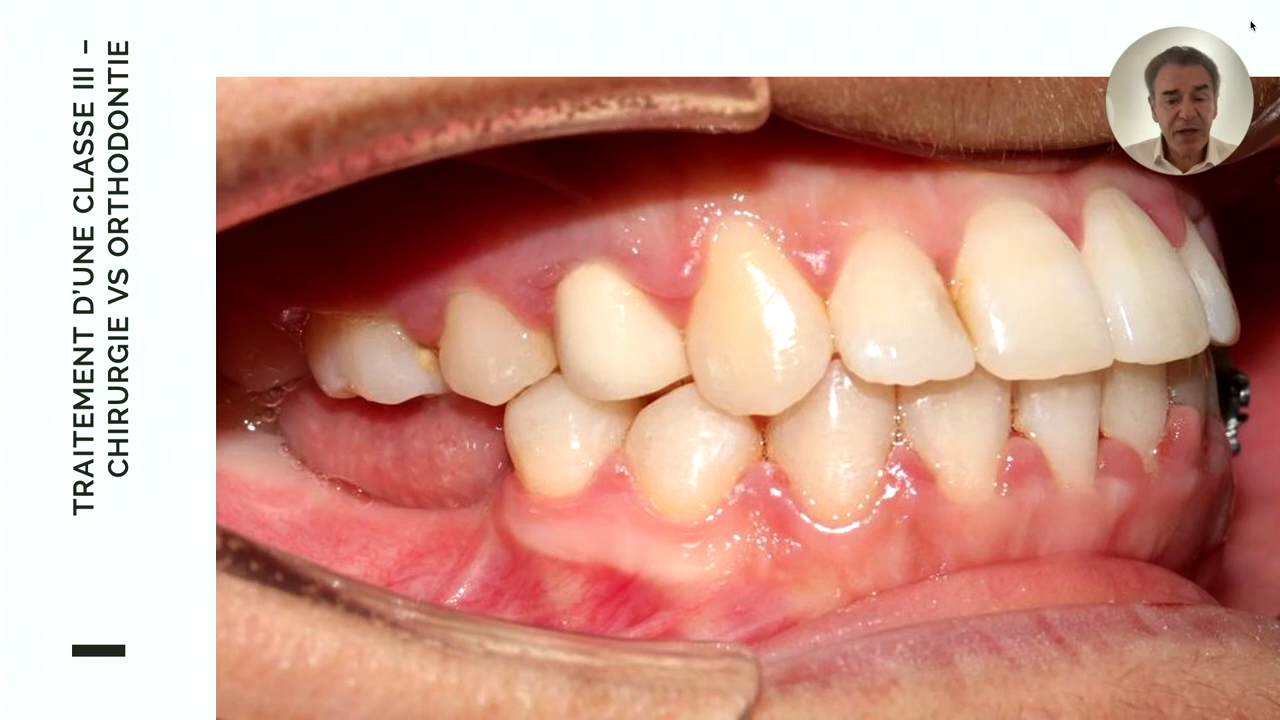 TRAITEMENT D'UNE CLASSE III –
CHIRURGIE VS ORTHODONTIE